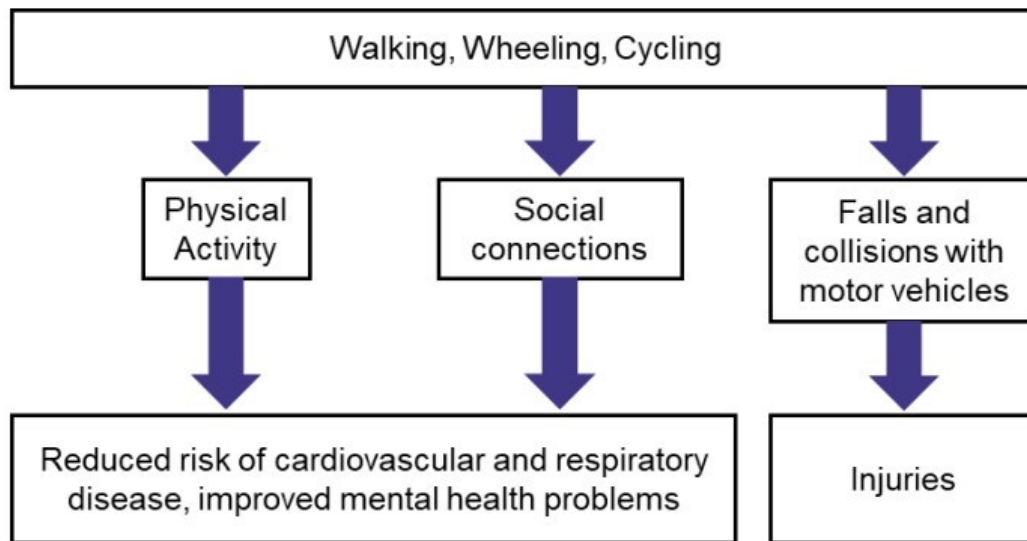 Walking, Wheeling, Cycling
Physical
Activity
Social
connections
Falls and
collisions with
motor vehicles
Reduced risk of cardiovascular and respiratory
disease, improved mental health problems
Injuries